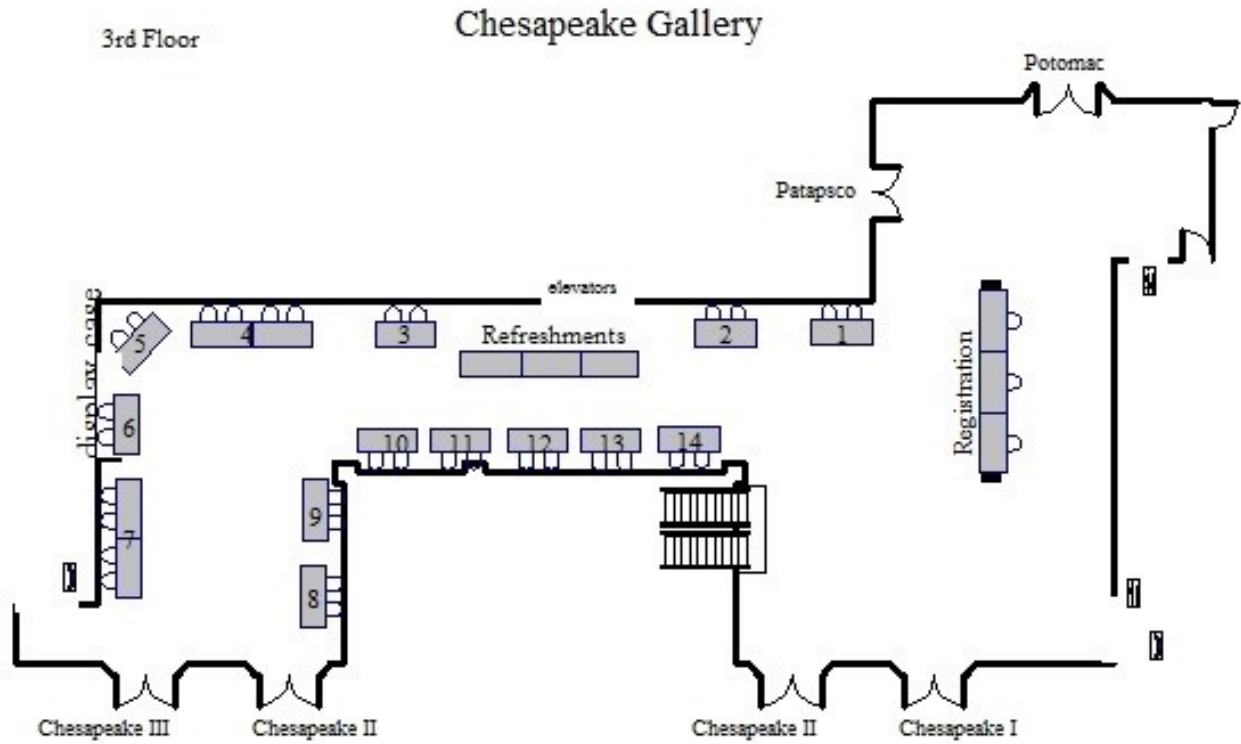 Chesapeake Gallery
3rd Floor
Potomac
Patapsco
elevators
display case
5
4
3
Refreshments
2
1
Registration
6
10
11
12
13
14
7
9
8
Chesapeake III
Chesapeake II
Chesapeake II
Chesapeake I